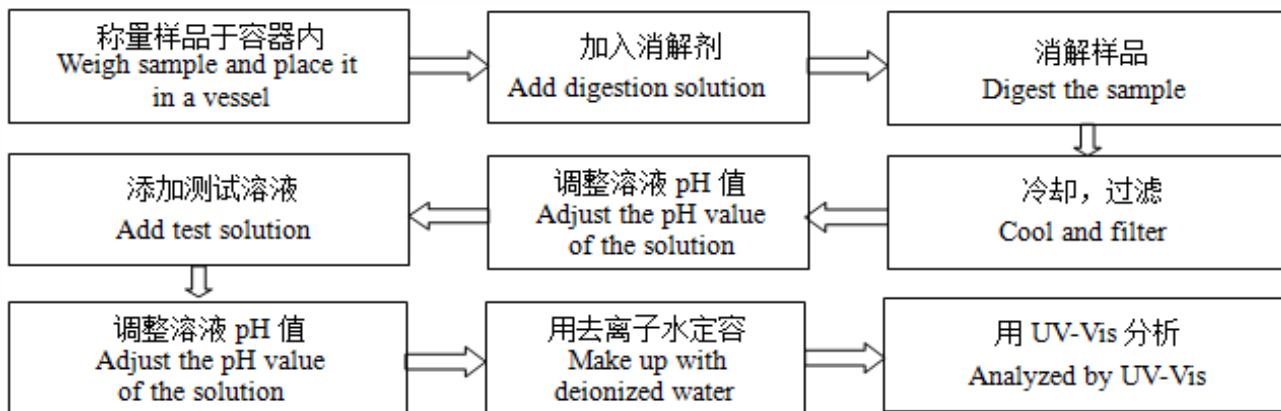 称量样品于容器内
Weigh sample and place it
in a vessel
加入消解剂
Add digestion solution
消解样品
Digest the sample
冷却，过滤
Cool and filter
调整溶液 pH 值
Adjust the pH value
of the solution
添加测试溶液
Add test solution
调整溶液 pH 值
Adjust the pH value
of the solution
用去离子水定容
Make up with
deionized water
用 UV-Vis 分析
Analyzed by UV-Vis